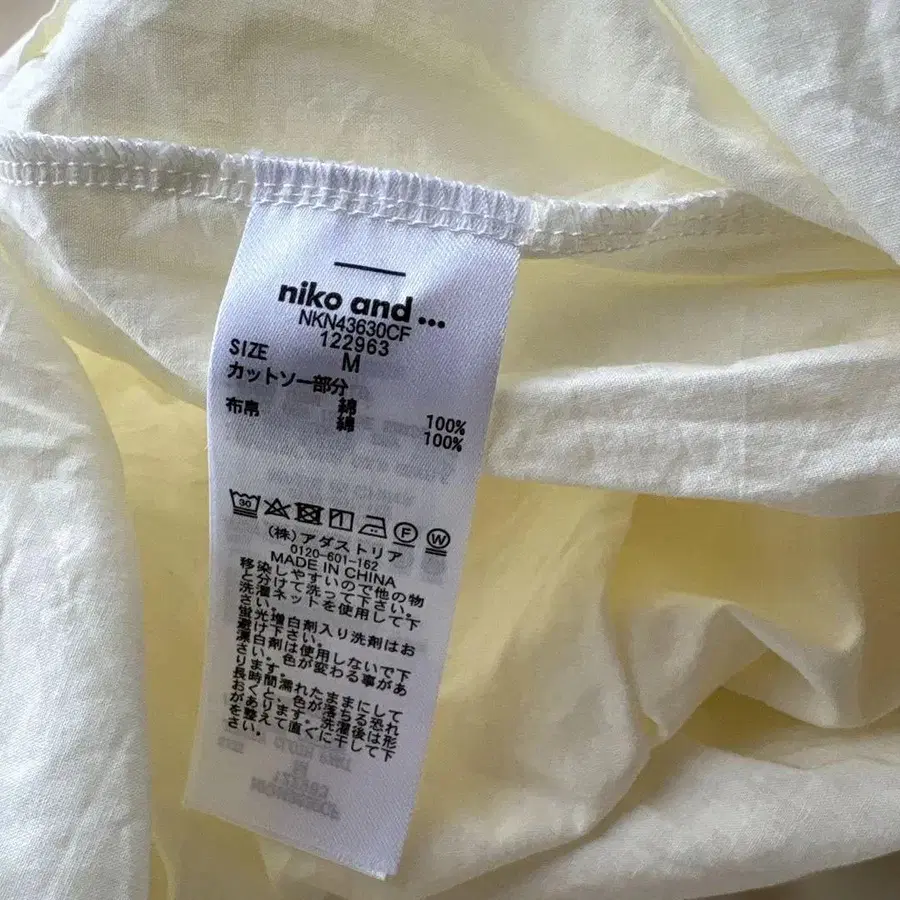 niko and ...
NKN43630CF
122963
SIZE M
カットソー部分
綿 100%
布帛 綿 100%
30 F W
(株)アダストリア
0120-601-162
MADE IN CHINA
移染しやすいので他の物
と分けて洗って下さい。
洗濯ネットを使用して下
さい。
蛍光増白剤入り洗剤はお
避け下さい。
漂白剤は使用しないで下
さい。色が変わる事があ
ります。
長時間濡れたままにして
おくと、色が落ちる恐れ
があります。洗濯後は形
を整えて直ぐに干して下
さい。